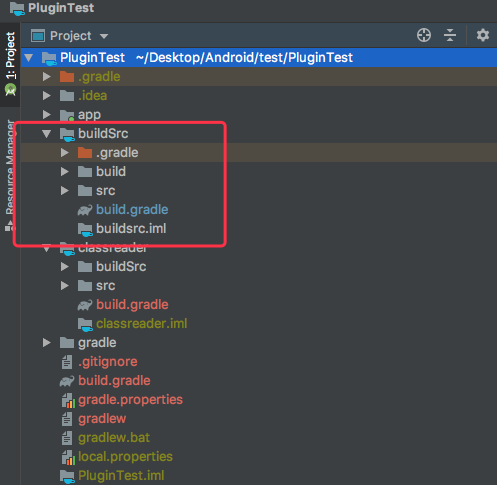 PluginTest
Project
1: Project
Resource Manager
PluginTest ~/Desktop/Android/test/PluginTest
.gradle
.idea
app
buildSrc
.gradle
build
src
build.gradle
buildsrc.iml
classreader
buildSrc
src
build.gradle
classreader.iml
gradle
.gitignore
build.gradle
gradle.properties
gradlew
gradlew.bat
local.properties
PluginTest.iml